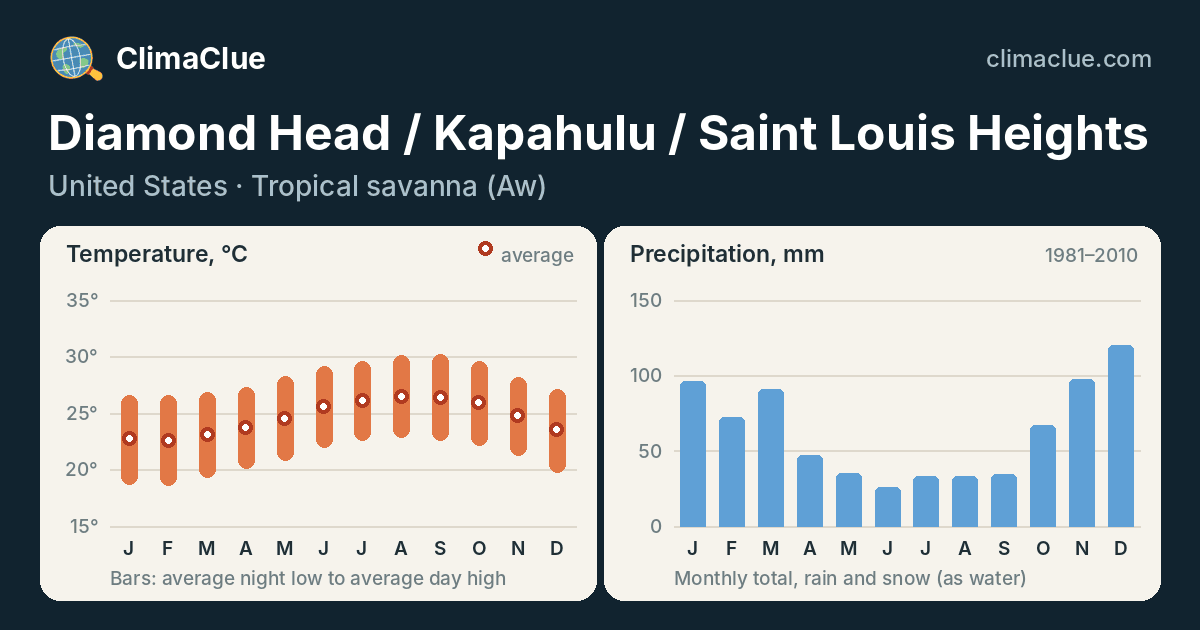 ClimaClue
climaclue.com
Diamond Head / Kapahulu / Saint Louis Heights
United States · Tropical savanna (Aw)
Temperature, °C
average
35°
30°
25°
20°
15°
J F M A M J J A S O N D
Bars: average night low to average day high
Precipitation, mm
1981–2010
150
100
50
0
J F M A M J J A S O N D
Monthly total, rain and snow (as water)